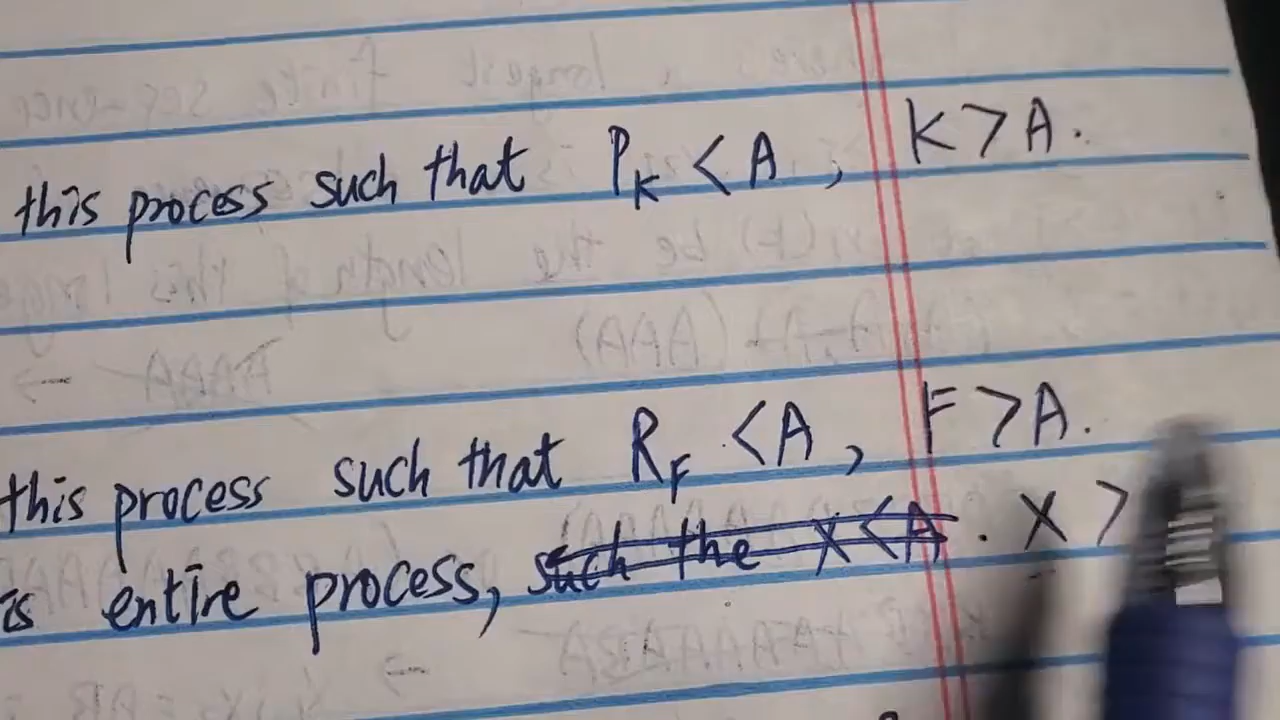 this process such that P_K < A, K > A.
this process such that R_F < A, F > A.
is entire process, such the X < A. X >